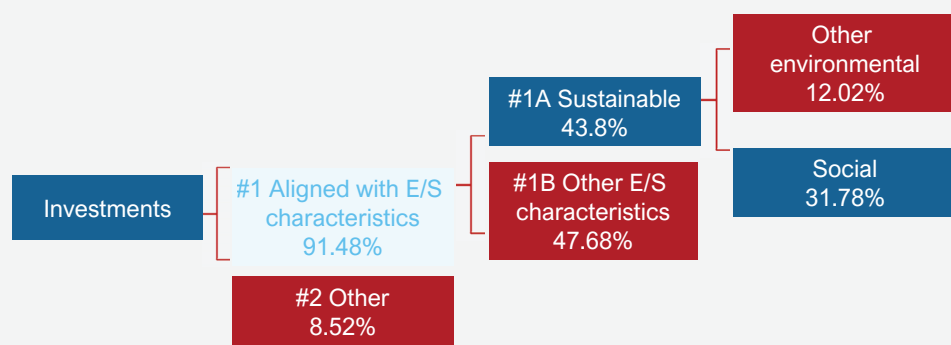 Investments
#1 Aligned with E/S
characteristics
91.48%
#2 Other
8.52%
#1A Sustainable
43.8%
#1B Other E/S
characteristics
47.68%
Other
environmental
12.02%
Social
31.78%